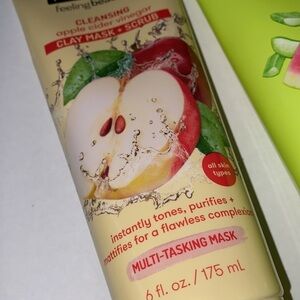 feeling beau
CLEANSING
apple cider vinegar
CLAY MASK + SCRUB
all skin
types
instantly tones, purifies +
mattifies for a flawless complexion
MULTI-TASKING MASK
6 fl. oz. / 175 mL